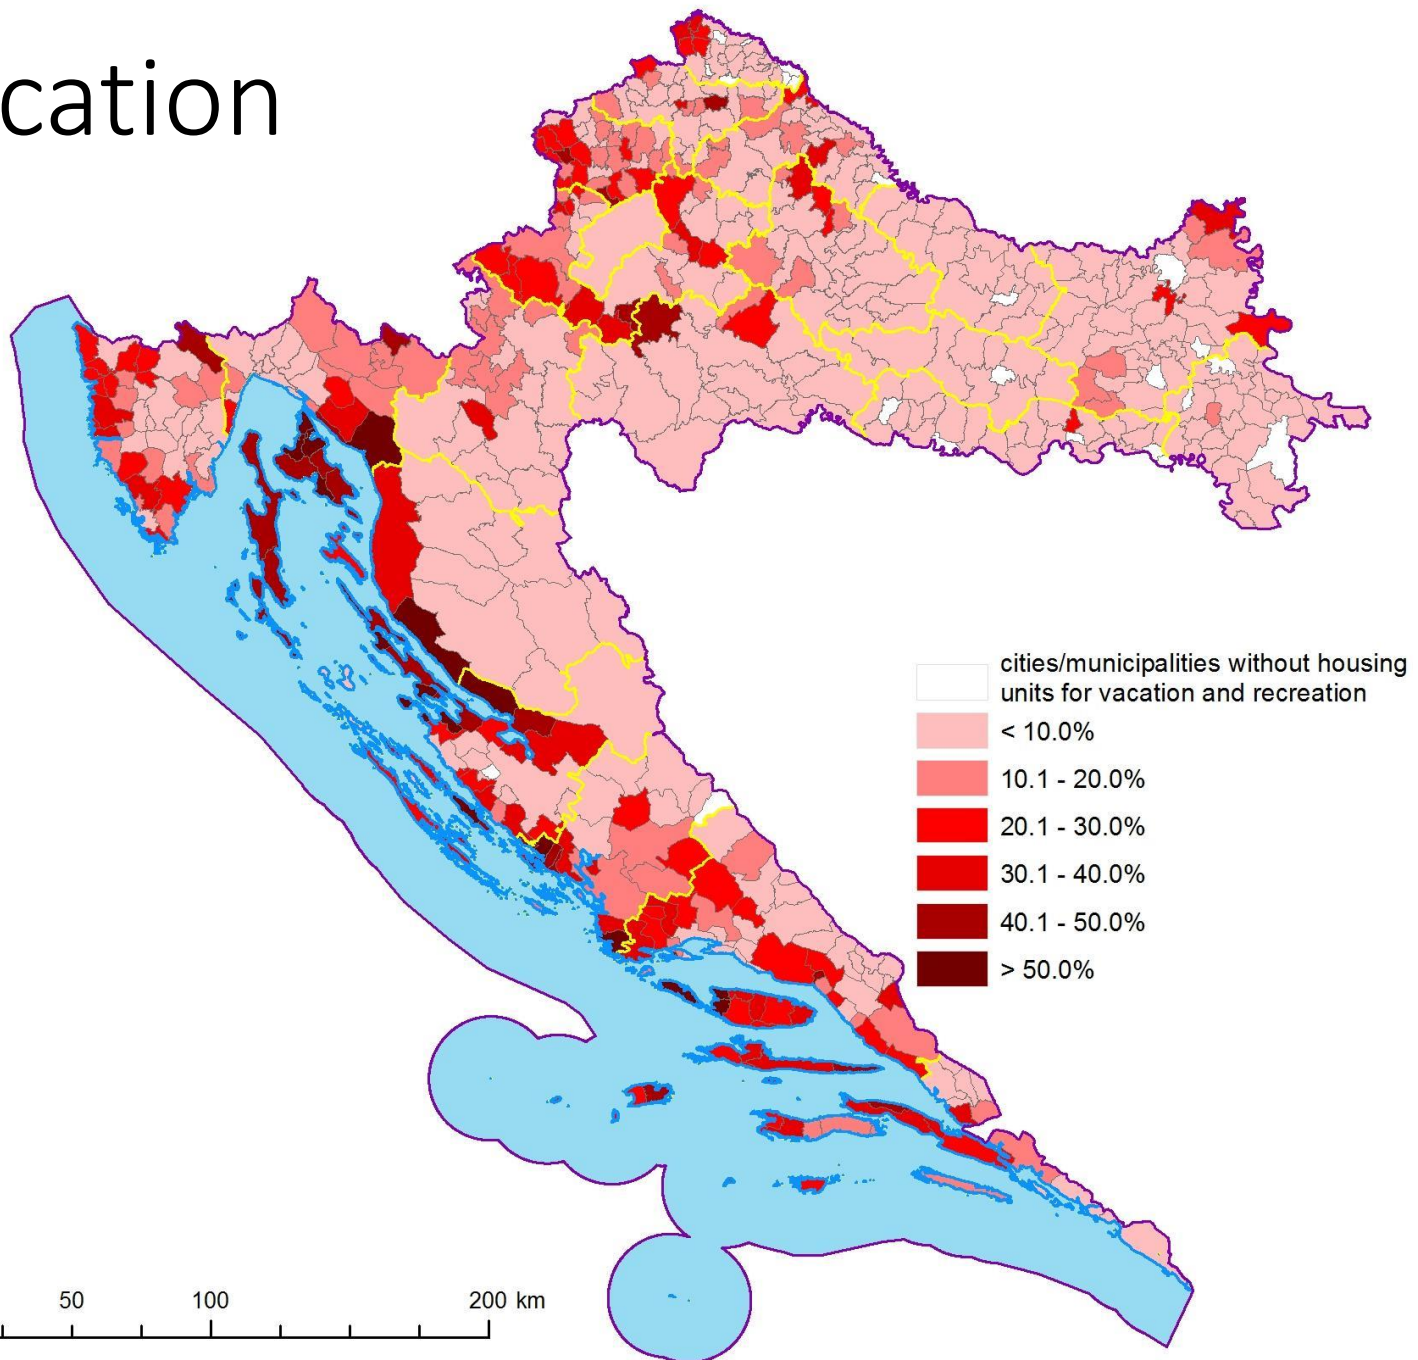 cation
cities/municipalities without housing
units for vacation and recreation
< 10.0%
10.1 - 20.0%
20.1 - 30.0%
30.1 - 40.0%
40.1 - 50.0%
> 50.0%
50 100 200 km